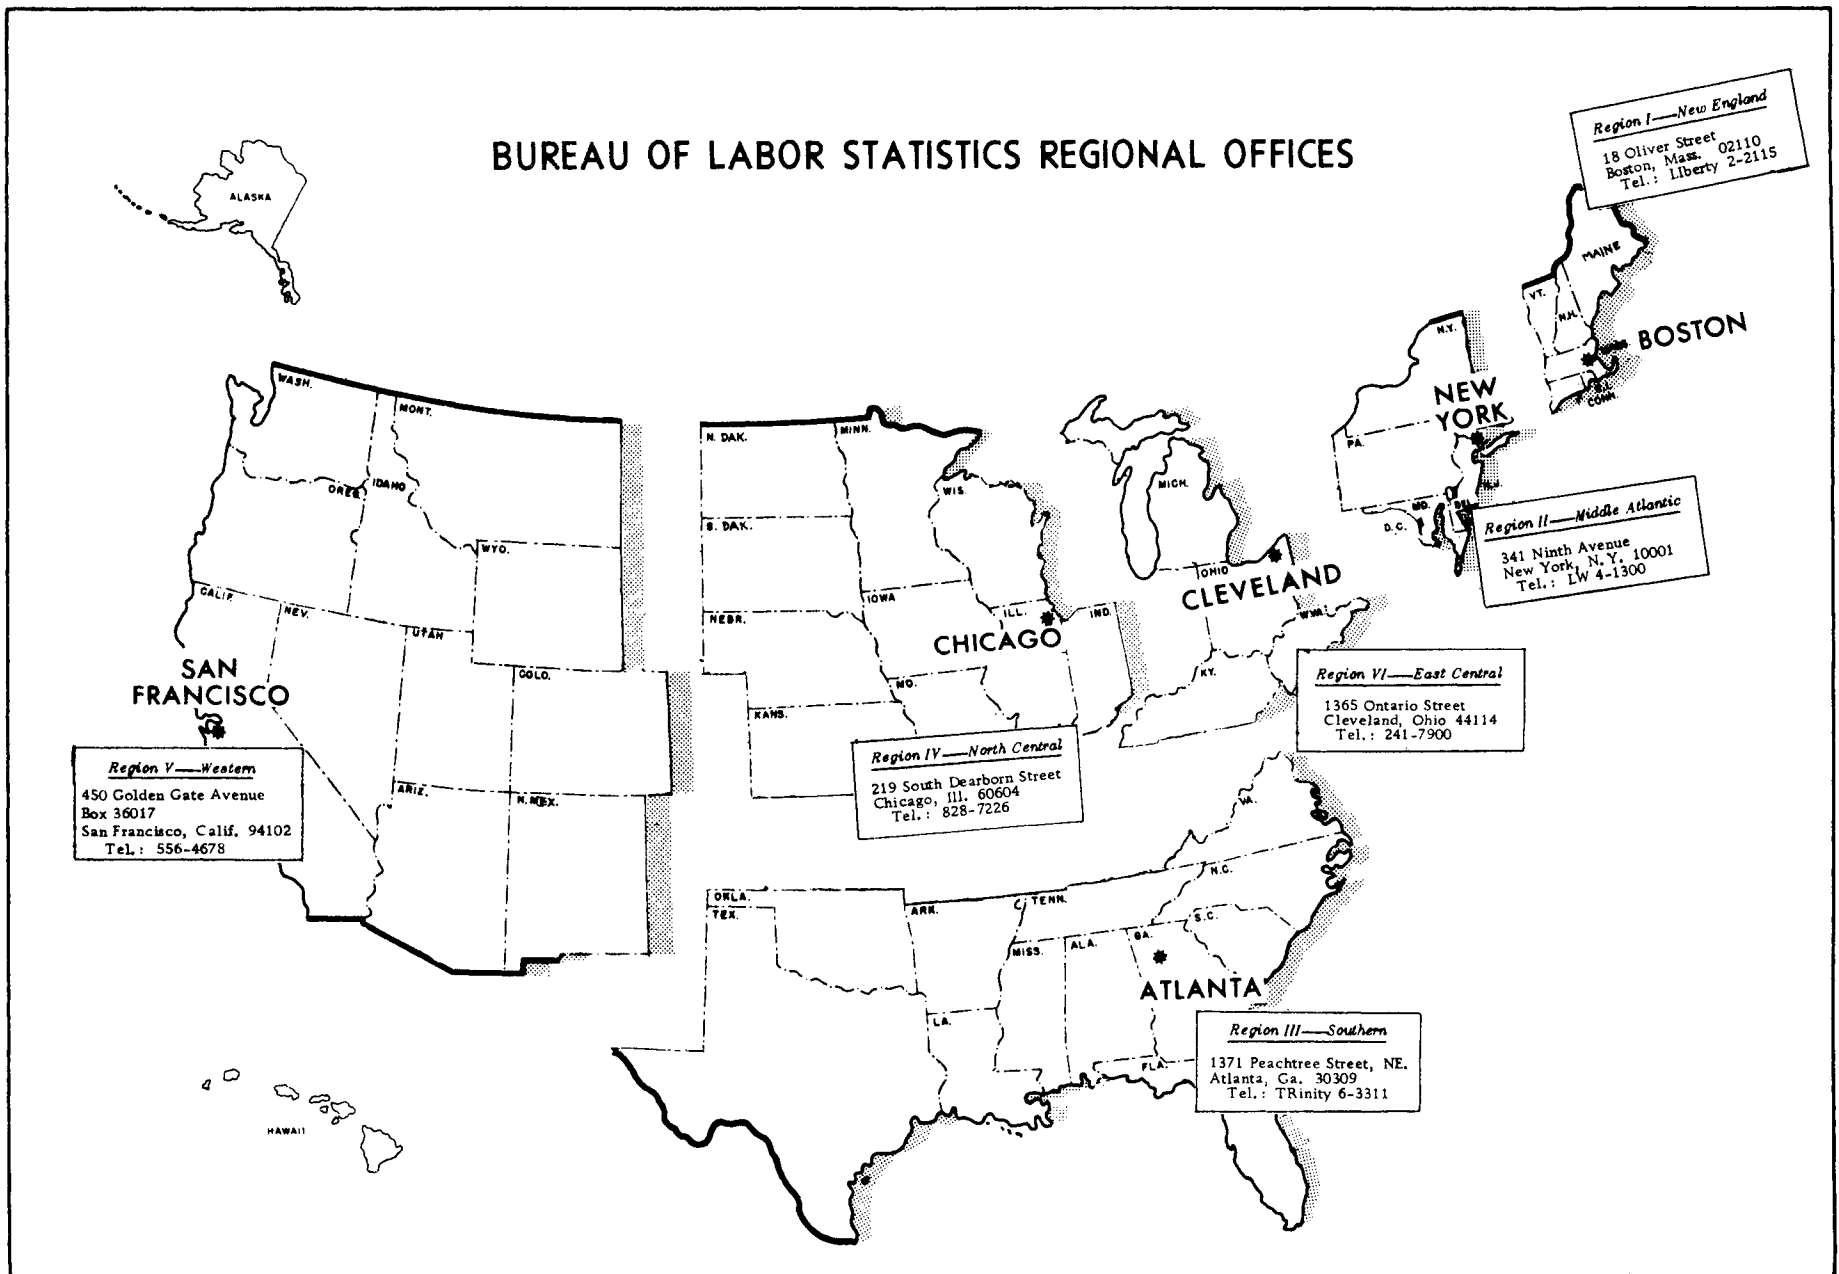 BUREAU OF LABOR STATISTICS REGIONAL OFFICES
Region I—New England
18 Oliver Street
Boston, Mass. 02110
Tel.: LIberty 2-2115
ALASKA
MAINE
VT.
N.H.
BOSTON
R.I.
CONN.
N.Y.
NEW
YORK
PA.
N.J.
MD.
DEL.
D.C.
Region II—Middle Atlantic
341 Ninth Avenue
New York, N. Y. 10001
Tel.: LW 4-1300
WASH.
MONT.
OREG.
IDAHO
WYO.
CALIF.
NEV.
UTAH
COLO.
ARIZ.
N.MEX.
SAN
FRANCISCO
Region V—Western
450 Golden Gate Avenue
Box 36017
San Francisco, Calif. 94102
Tel.: 556-4678
N. DAK.
MINN.
S. DAK.
WIS.
IOWA
NEBR.
ILL.
IND.
CHICAGO
MO.
KANS.
Region IV—North Central
219 South Dearborn Street
Chicago, Ill. 60604
Tel.: 828-7226
MICH.
OHIO
CLEVELAND
W.VA.
KY.
Region VI—East Central
1365 Ontario Street
Cleveland, Ohio 44114
Tel.: 241-7900
VA.
N.C.
OKLA.
TEX.
ARK.
TENN.
S.C.
MISS.
ALA.
GA.
ATLANTA
LA.
FLA.
Region III—Southern
1371 Peachtree Street, NE.
Atlanta, Ga. 30309
Tel.: TRinity 6-3311
HAWAII